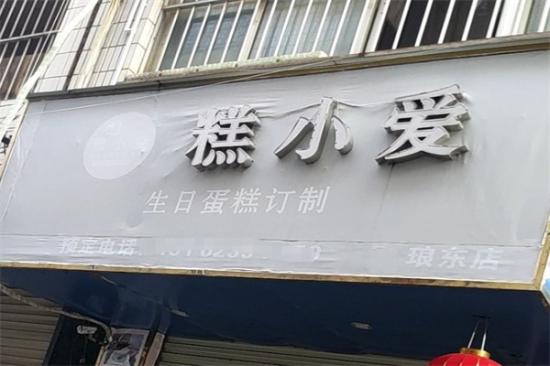 糕小爱
生日蛋糕订制
预定电话
琅东店